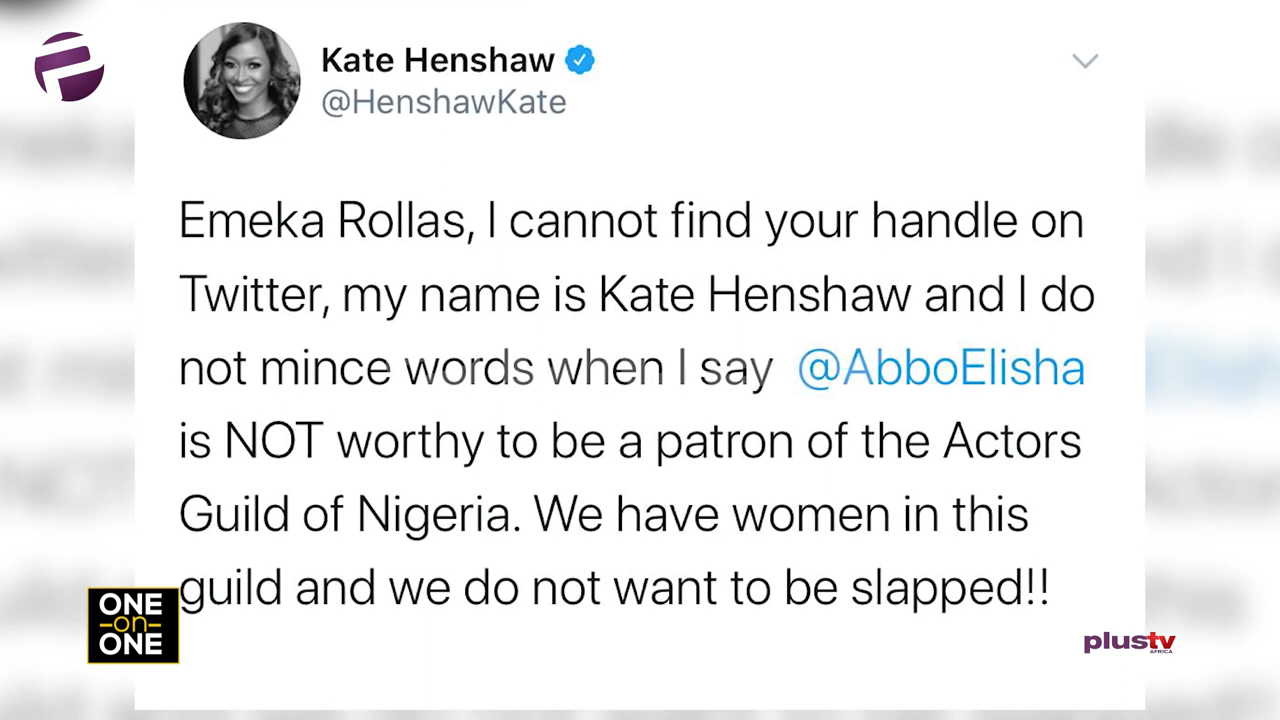 Kate Henshaw
@HenshawKate
Emeka Rollas, I cannot find your handle on
Twitter, my name is Kate Henshaw and I do
not mince words when I say @AbboElisha
is NOT worthy to be a patron of the Actors
Guild of Nigeria. We have women in this
guild and we do not want to be slapped!!
ONE
-on-
ONE
plustv
AFRICA